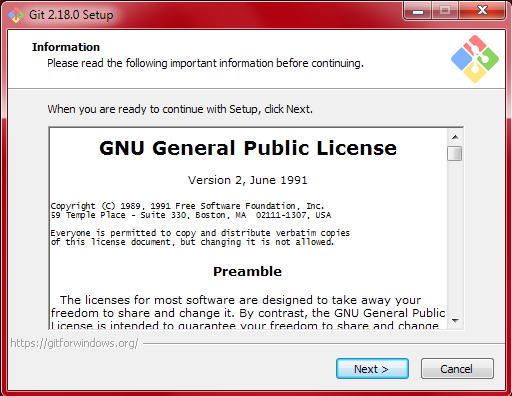 Git 2.18.0 Setup
Information
Please read the following important information before continuing.
When you are ready to continue with Setup, click Next.
GNU General Public License
Version 2, June 1991
Copyright (C) 1989, 1991 Free Software Foundation, Inc.
59 Temple Place - Suite 330, Boston, MA  02111-1307, USA
Everyone is permitted to copy and distribute verbatim copies
of this license document, but changing it is not allowed.
Preamble
The licenses for most software are designed to take away your
freedom to share and change it. By contrast, the GNU General Public
License is intended to guarantee your freedom to share and change
https://gitforwindows.org/
Next >
Cancel